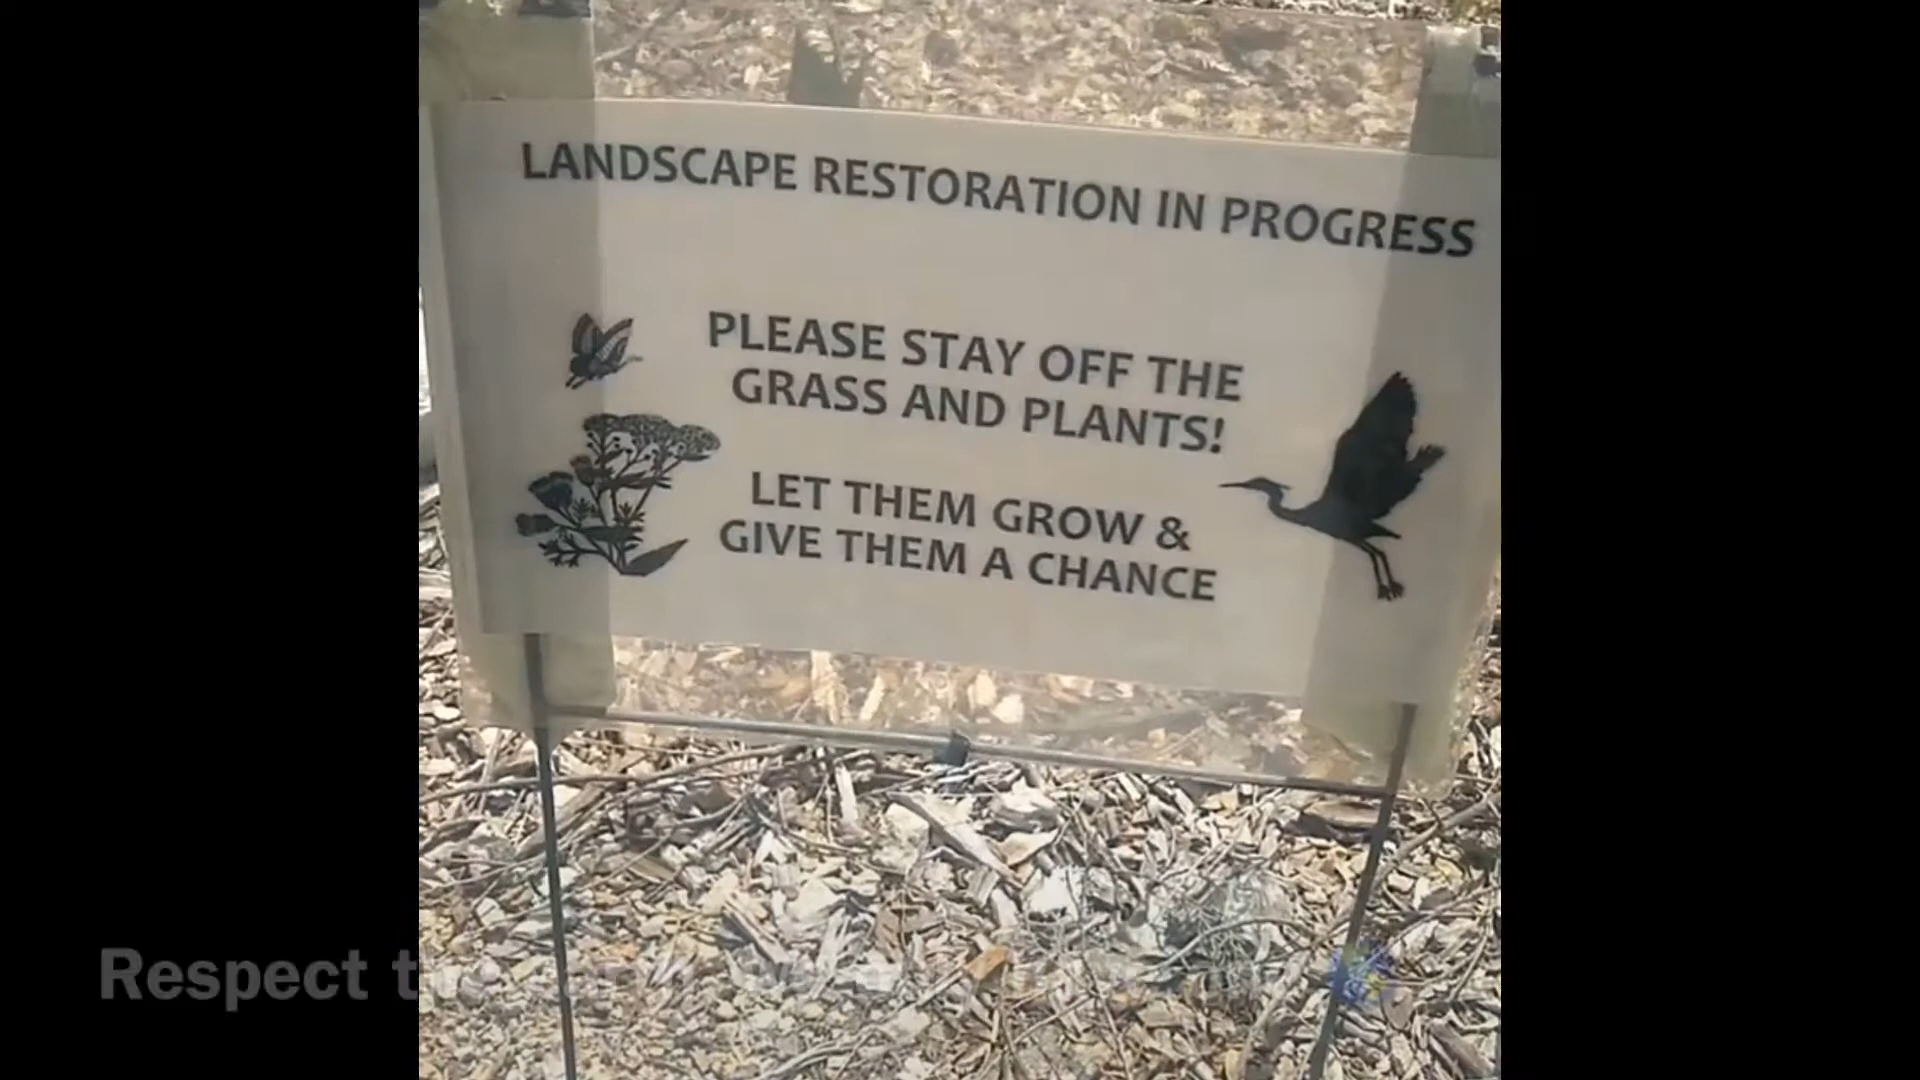 LANDSCAPE RESTORATION IN PROGRESS
PLEASE STAY OFF THE
GRASS AND PLANTS!
LET THEM GROW &
GIVE THEM A CHANCE
Respect